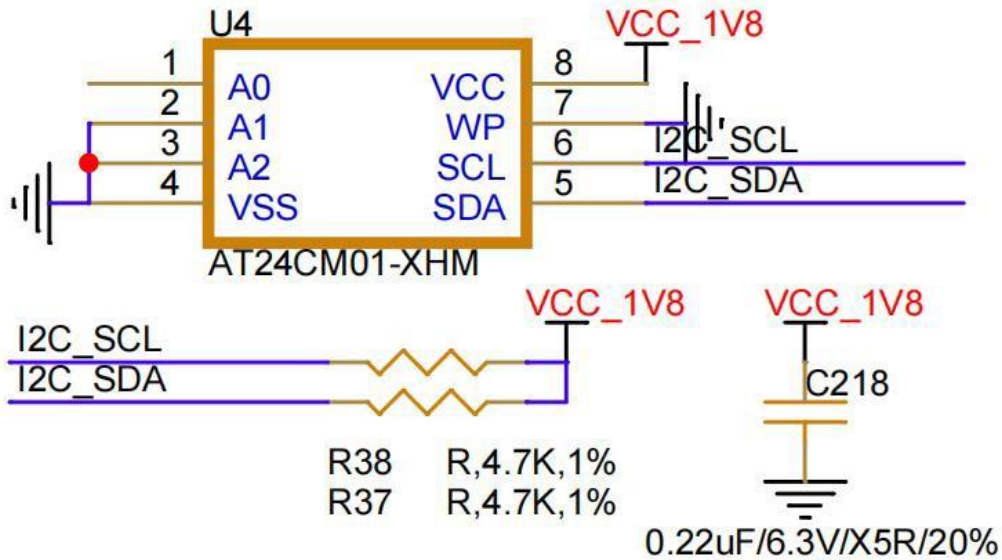 U4
VCC_1V8
1 A0 VCC 8
2 A1 WP 7
3 A2 SCL 6 I2C_SCL
4 VSS SDA 5 I2C_SDA
AT24CM01-XHM
VCC_1V8
VCC_1V8
I2C_SCL
I2C_SDA
C218
R38 R,4.7K,1%
R37 R,4.7K,1%
0.22uF/6.3V/X5R/20%